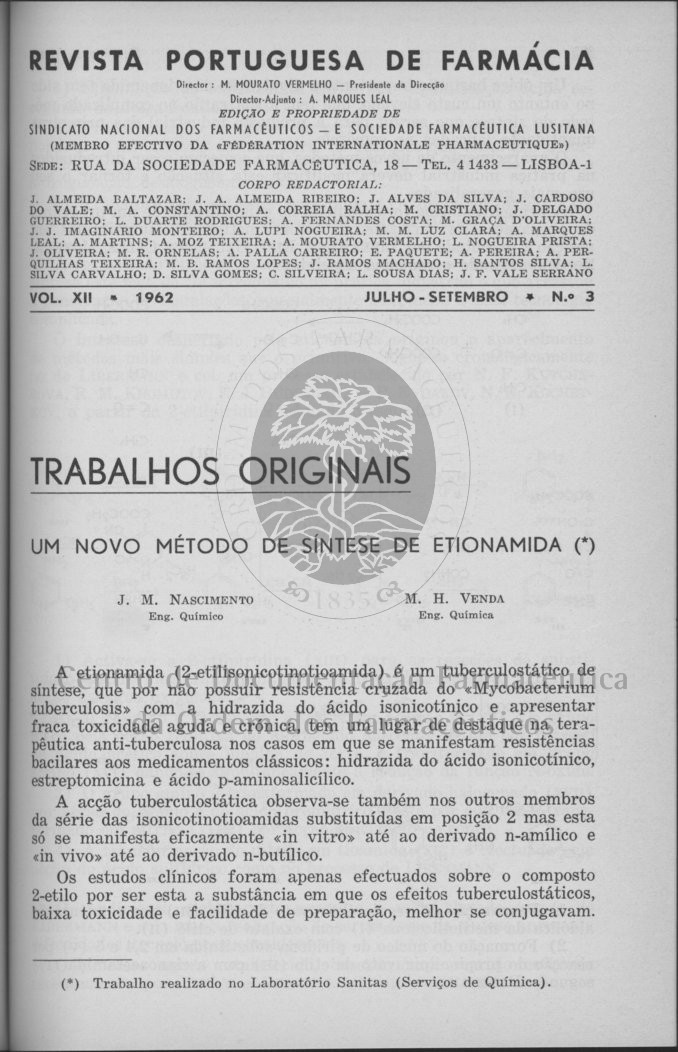 REVISTA PORTUGUESA DE FARMÁCIA
Director: M. MOURATO VERMELHO — Presidente da Direcção
Director-Adjunto: A. MARQUES LEAL
EDIÇÃO E PROPRIEDADE DE
SINDICATO NACIONAL DOS FARMACÊUTICOS — E SOCIEDADE FARMACÊUTICA LUSITANA
(MEMBRO EFECTIVO DA «FÉDÉRATION INTERNATIONALE PHARMACEUTIQUE»)
SEDE: RUA DA SOCIEDADE FARMACÊUTICA, 18 — TEL. 4 1433 — LISBOA-1
CORPO REDACTORIAL:
J. ALMEIDA BALTAZAR; J. A. ALMEIDA RIBEIRO; J. ALVES DA SILVA; J. CARDOSO
DO VALE; M. A. CONSTANTINO; A. CORREIA RALHA; M. CRISTIANO; J. DELGADO
GUERREIRO; L. DUARTE RODRIGUES; A. FERNANDES COSTA; M. GRAÇA D'OLIVEIRA;
J. J. IMAGINÁRIO MONTEIRO; A. LUPI NOGUEIRA; M. M. LUZ CLARA; A. MARQUES
LEAL; A. MARTINS; A. MOZ TEIXEIRA; A. MOURATO VERMELHO; L. NOGUEIRA PRISTA;
J. OLIVEIRA; M. R. ORNELAS; A. PALLA CARREIRO; E. PAQUETE; A. PEREIRA; A. PER-
QUILHAS TEIXEIRA; M. B. RAMOS LOPES; J. RAMOS MACHADO; H. SANTOS SILVA; L.
SILVA CARVALHO; D. SILVA GOMES; C. SILVEIRA; L. SOUSA DIAS; J. F. VALE SERRANO
VOL. XII * 1962 JULHO - SETEMBRO * N.º 3
TRABALHOS ORIGINAIS
UM NOVO MÉTODO DE SÍNTESE DE ETIONAMIDA (*)
1835
J. M. NASCIMENTO
Eng. Químico
M. H. VENDA
Eng. Química
Centro de Documentação Farmacêutica
da Ordem dos Farmacêuticos
A etionamida (2-etilisonicotinotioamida) é um tuberculostático de
síntese, que por não possuir resistência cruzada do «Mycobacterium
tuberculosis» com a hidrazida do ácido isonicotínico e apresentar
fraca toxicidade aguda e crónica, tem um lugar de destaque na tera-
pêutica anti-tuberculosa nos casos em que se manifestam resistências
bacilares aos medicamentos clássicos: hidrazida do ácido isonicotínico,
estreptomicina e ácido p-aminosalicílico.
A acção tuberculostática observa-se também nos outros membros
da série das isonicotinotioamidas substituídas em posição 2 mas esta
só se manifesta eficazmente «in vitro» até ao derivado n-amílico e
«in vivo» até ao derivado n-butílico.
Os estudos clínicos foram apenas efectuados sobre o composto
2-etilo por ser esta a substância em que os efeitos tuberculostáticos,
baixa toxicidade e facilidade de preparação, melhor se conjugavam.
(*) Trabalho realizado no Laboratório Sanitas (Serviços de Química).